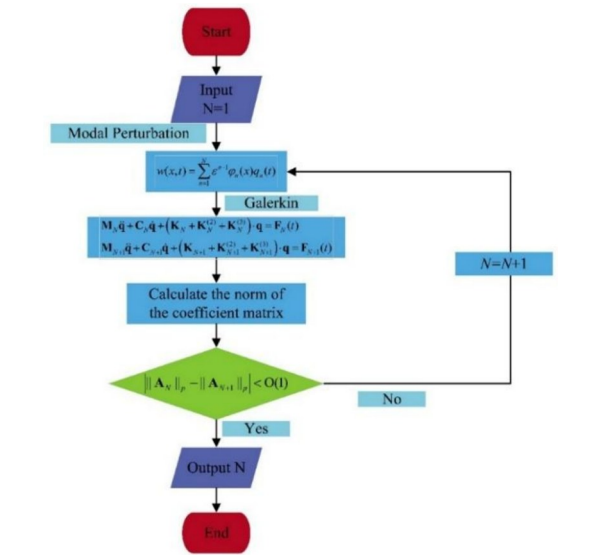 Start
Input
N=1
Modal Perturbation
w(x,t)=∑_{n=1}^{N} ε^{n-1}φ_n(x)q_n(t)
Galerkin
M_N q̈+C_N q̇+(K_N+K_N^{(2)}+K_N^{(3)})·q=F_N(t)
M_{N+1} q̈+C_{N+1} q̇+(K_{N+1}+K_{N+1}^{(2)}+K_{N+1}^{(3)})·q=F_{N+1}(t)
N=N+1
Calculate the norm of
the coefficient matrix
|‖A_N‖_p−‖A_{N+1}‖_p|<O(1)
No
Yes
Output N
End